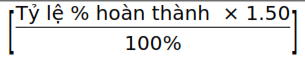 [Tỷ lệ % hoàn thành × 1.50
100%]